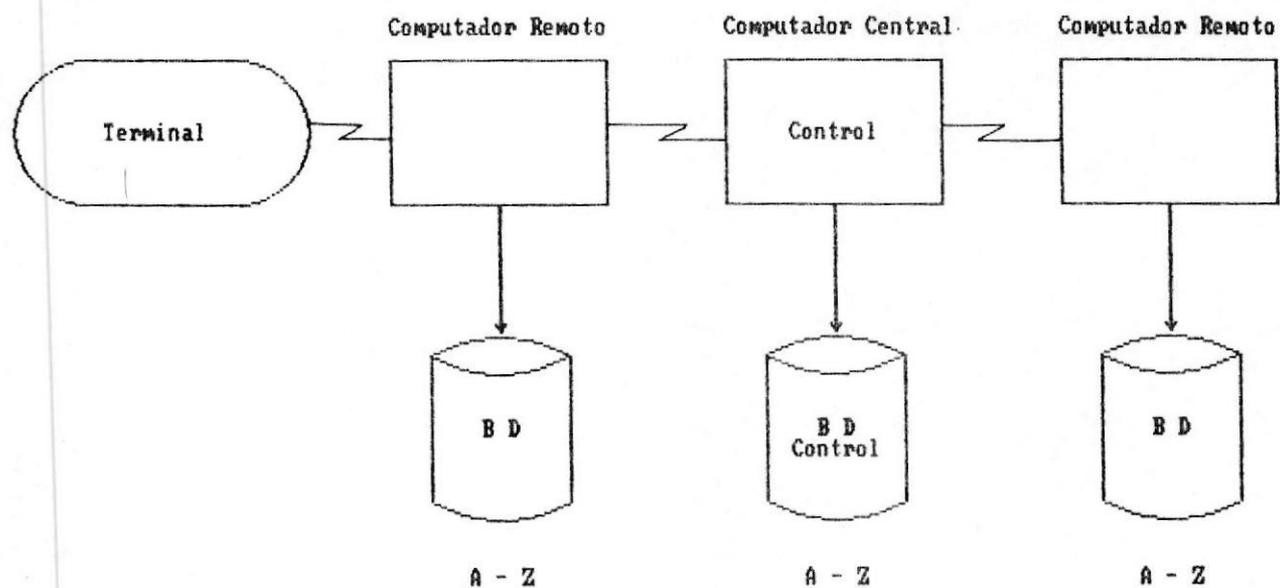 Computador Remoto
Computador Central
Computador Remoto
Terminal
Control
B D
B D
Control
B D
A - Z
A - Z
A - Z